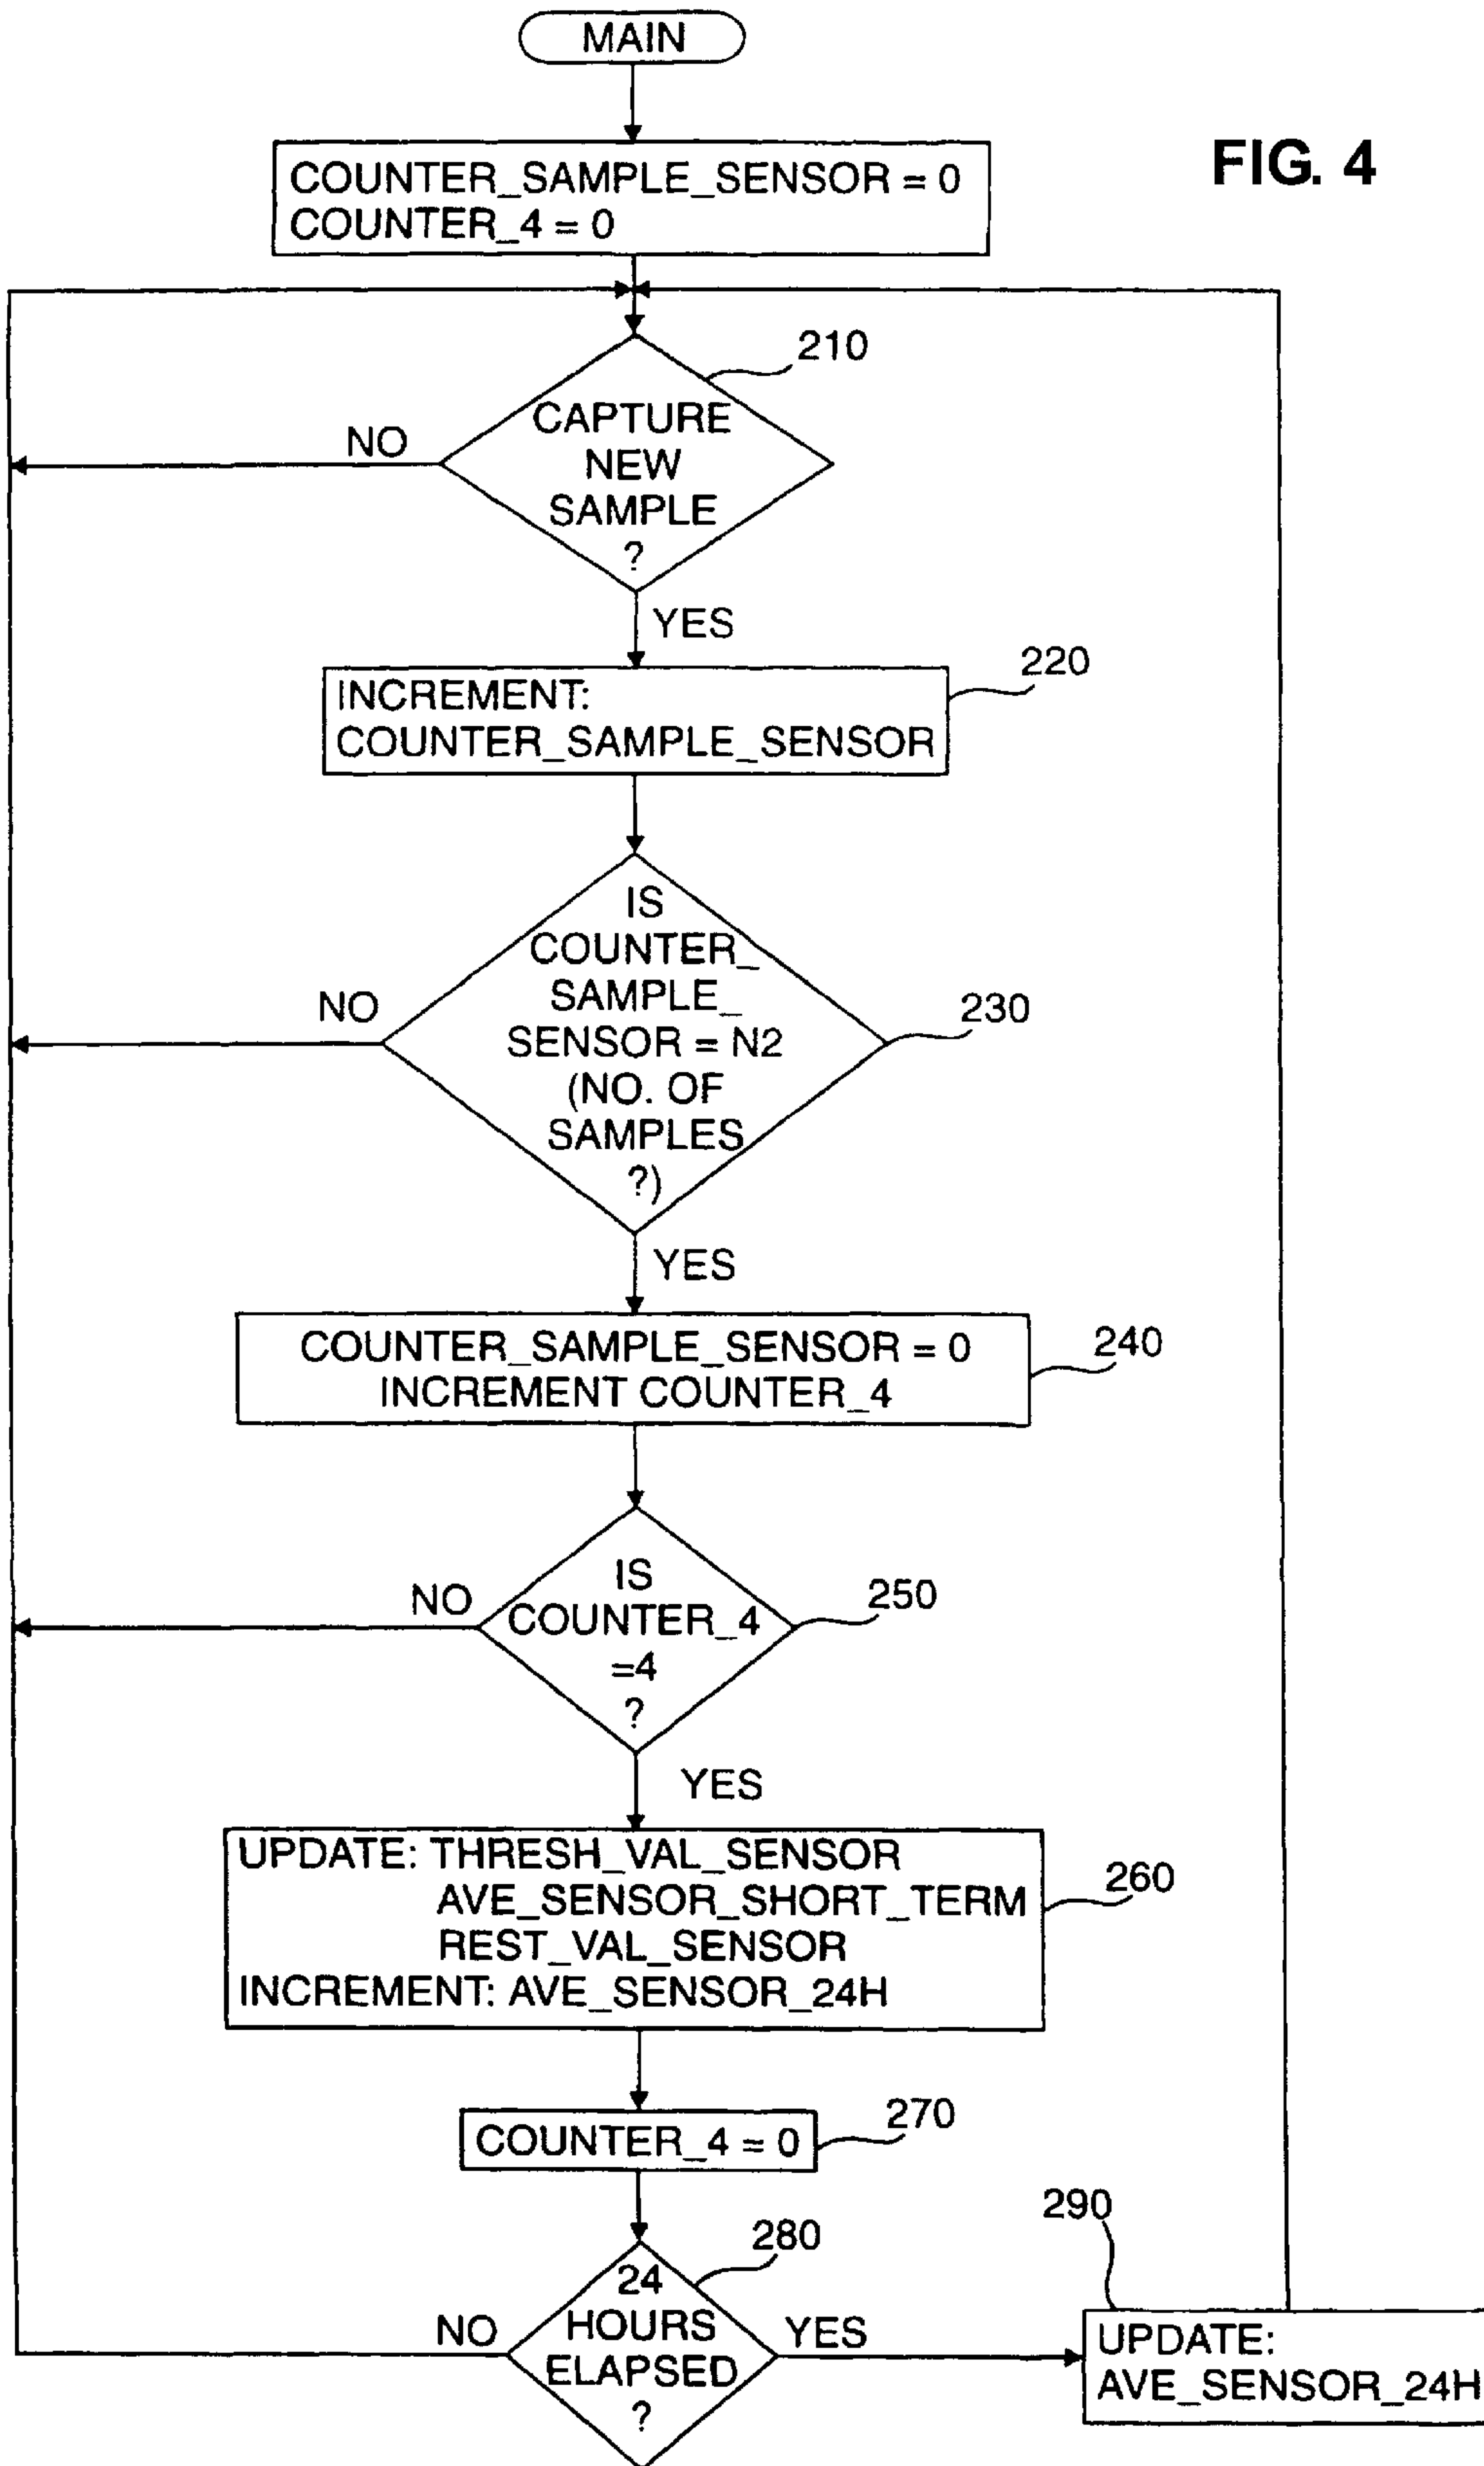 MAIN
FIG. 4
COUNTER_SAMPLE_SENSOR = 0
COUNTER_4 = 0
210
CAPTURE
NEW
SAMPLE
?
NO
YES
220
INCREMENT:
COUNTER_SAMPLE_SENSOR
IS
COUNTER_
SAMPLE_
SENSOR = N2
(NO. OF
SAMPLES
?)
NO
230
YES
COUNTER_SAMPLE_SENSOR = 0
INCREMENT COUNTER_4
240
IS
COUNTER_4
=4
?
NO
250
YES
UPDATE: THRESH_VAL_SENSOR
AVE_SENSOR_SHORT_TERM
REST_VAL_SENSOR
INCREMENT: AVE_SENSOR_24H
260
COUNTER_4 = 0
270
280
24
HOURS
ELAPSED
?
NO
YES
290
UPDATE:
AVE_SENSOR_24H